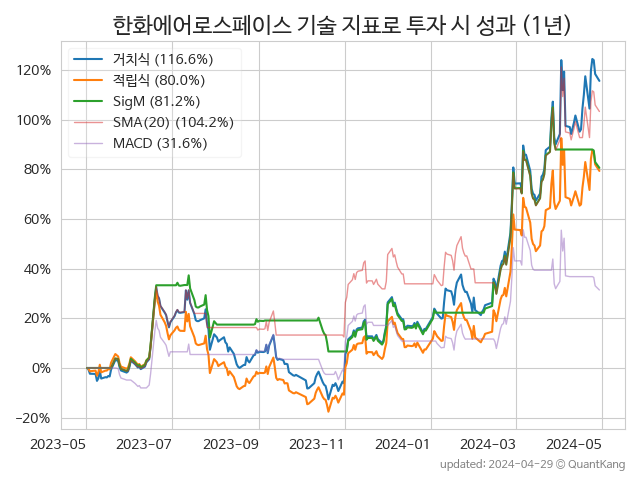 한화에어로스페이스 기술 지표로 투자 시 성과 (1년)
거치식 (116.6%)
적립식 (80.0%)
SigM (81.2%)
SMA(20) (104.2%)
MACD (31.6%)
120%
100%
80%
60%
40%
20%
0%
−20%
2023-05 2023-07 2023-09 2023-11 2024-01 2024-03 2024-05
updated: 2024-04-29 © QuantKang